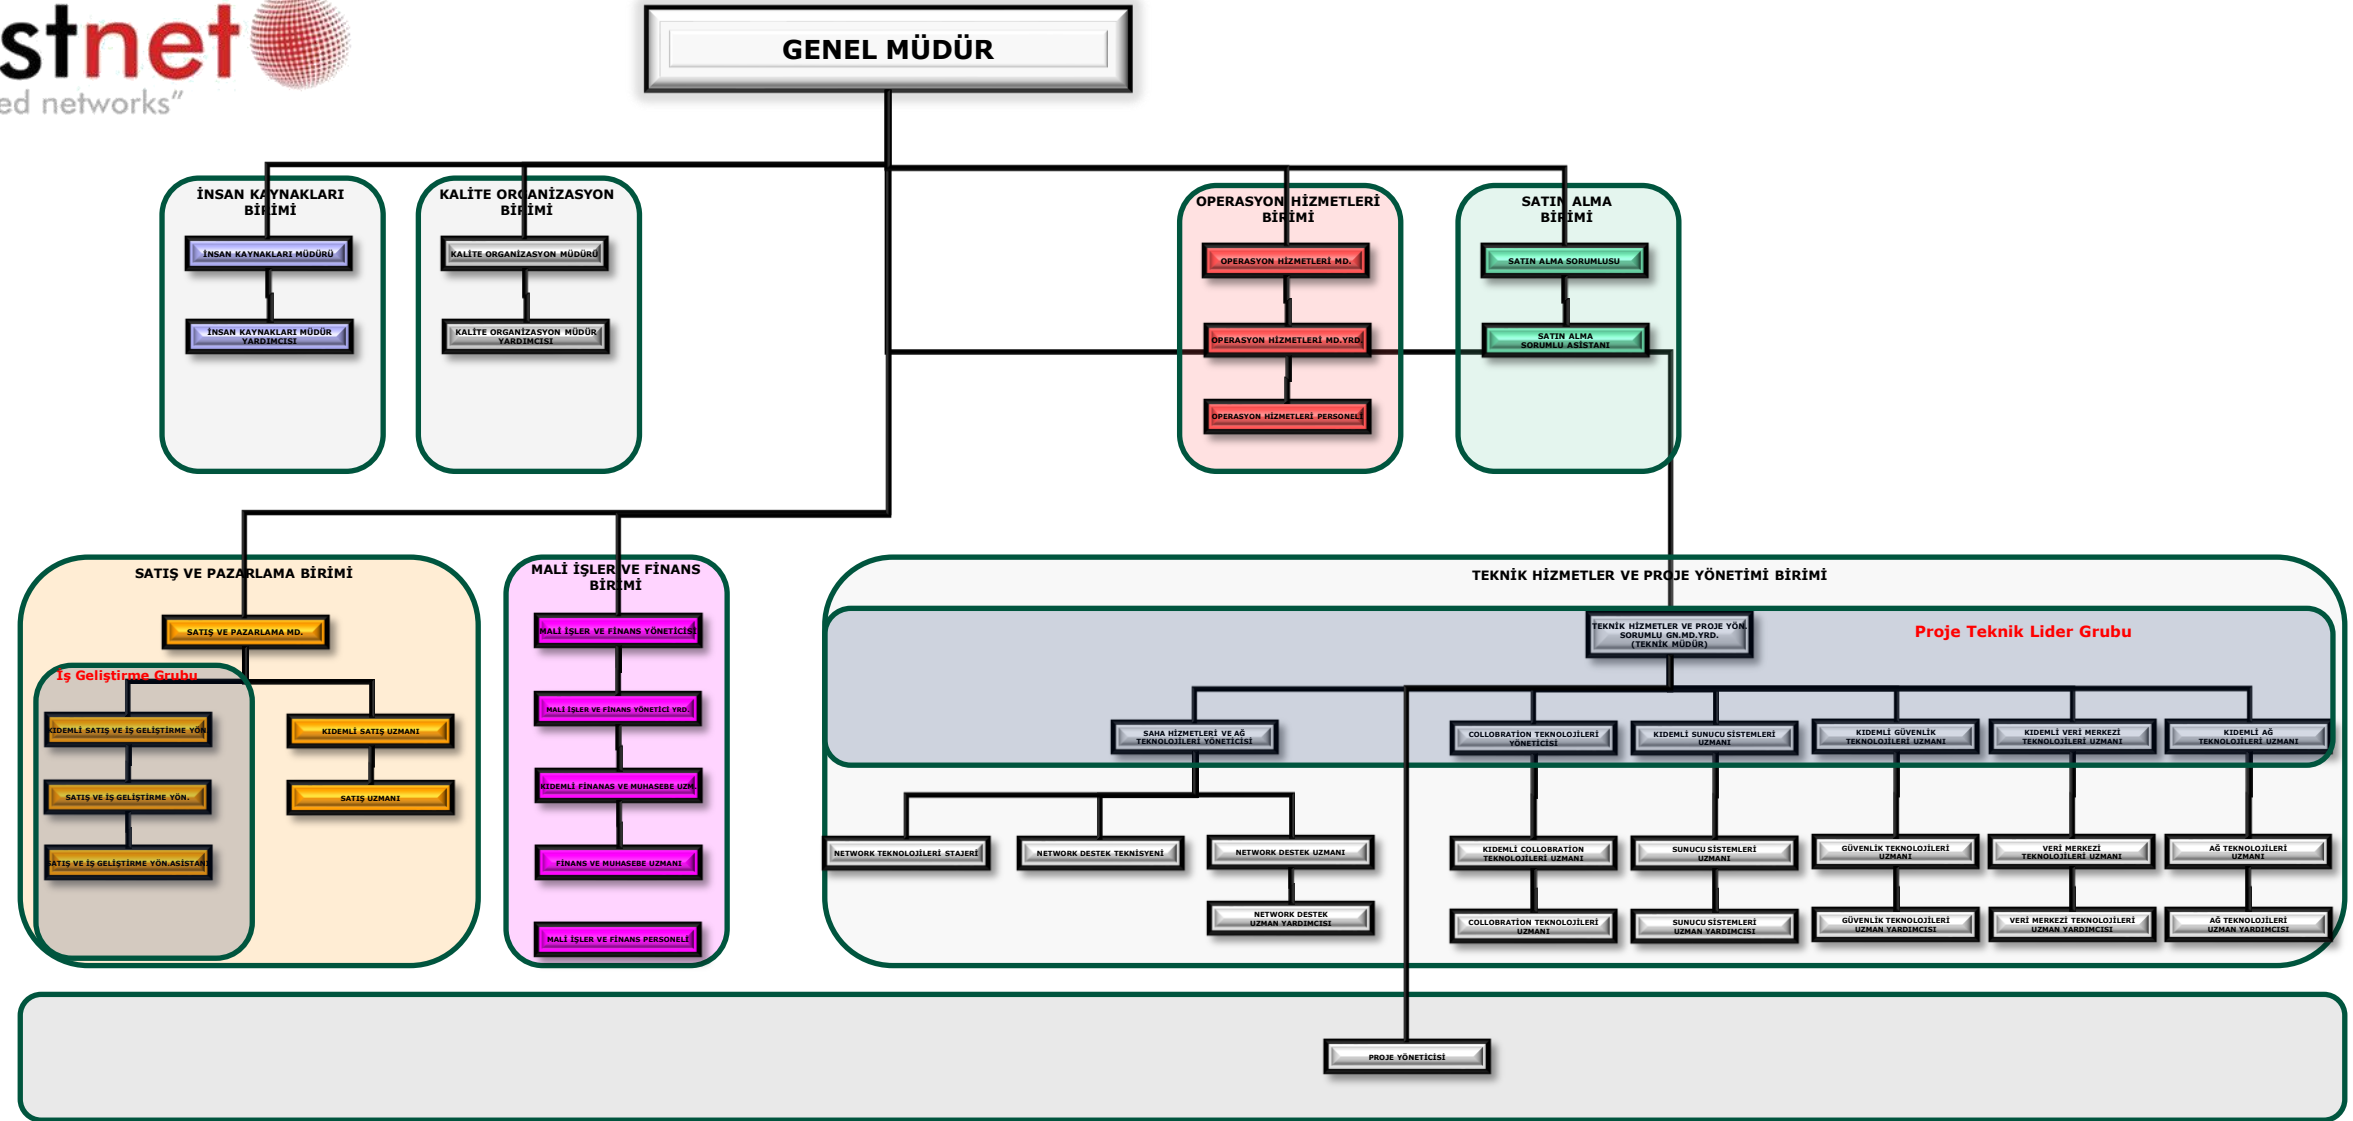 stnet
ed networks”
GENEL MÜDÜR
İNSAN KAYNAKLARI
BİRİMİ
İNSAN KAYNAKLARI MÜDÜRÜ
İNSAN KAYNAKLARI MÜDÜR
YARDIMCISI
KALİTE ORGANİZASYON
BİRİMİ
KALİTE ORGANİZASYON MÜDÜRÜ
KALİTE ORGANİZASYON MÜDÜR
YARDIMCISI
OPERASYON HİZMETLERİ
BİRİMİ
OPERASYON HİZMETLERİ MD.
OPERASYON HİZMETLERİ MD.YRD.
OPERASYON HİZMETLERİ PERSONELİ
SATIN ALMA
BİRİMİ
SATIN ALMA SORUMLUSU
SATIN ALMA
SORUMLU ASİSTANI
SATIŞ VE PAZARLAMA BİRİMİ
SATIŞ VE PAZARLAMA MD.
İş Geliştirme Grubu
KIDEMLİ SATIŞ VE İŞ GELİŞTİRME YÖN.
SATIŞ VE İŞ GELİŞTİRME YÖN.
SATIŞ VE İŞ GELİŞTİRME YÖN.ASİSTANI
KIDEMLİ SATIŞ UZMANI
SATIŞ UZMANI
MALİ İŞLER VE FİNANS
BİRİMİ
MALİ İŞLER VE FİNANS YÖNETİCİSİ
MALİ İŞLER VE FİNANS YÖNETİCİ YRD.
KIDEMLİ FİNANAS VE MUHASEBE UZM.
FİNANS VE MUHASEBE UZMANI
MALİ İŞLER VE FİNANS PERSONELİ
TEKNİK HİZMETLER VE PROJE YÖNETİMİ BİRİMİ
TEKNİK HİZMETLER VE PROJE YÖN.
SORUMLU GN.MD.YRD.
(TEKNİK MÜDÜR)
Proje Teknik Lider Grubu
SAHA HİZMETLERİ VE AĞ
TEKNOLOJİLERİ YÖNETİCİSİ
COLLOBRATİON TEKNOLOJİLERİ
YÖNETİCİSİ
KIDEMLİ SUNUCU SİSTEMLERİ
UZMANI
KIDEMLİ GÜVENLİK
TEKNOLOJİLERİ UZMANI
KIDEMLİ VERİ MERKEZİ
TEKNOLOJİLERİ UZMANI
KIDEMLİ AĞ
TEKNOLOJİLERİ UZMANI
NETWORK TEKNOLOJİLERİ STAJERİ
NETWORK DESTEK TEKNİSYENİ
NETWORK DESTEK UZMANI
KIDEMLİ COLLOBRATİON
TEKNOLOJİLERİ UZMANI
SUNUCU SİSTEMLERİ
UZMANI
GÜVENLİK TEKNOLOJİLERİ
UZMANI
VERİ MERKEZİ
TEKNOLOJİLERİ UZMANI
AĞ TEKNOLOJİLERİ
UZMANI
NETWORK DESTEK
UZMAN YARDIMCISI
COLLOBRATİON TEKNOLOJİLERİ
UZMANI
SUNUCU SİSTEMLERİ
UZMAN YARDIMCISI
GÜVENLİK TEKNOLOJİLERİ
UZMAN YARDIMCISI
VERİ MERKEZİ TEKNOLOJİLERİ
UZMAN YARDIMCISI
AĞ TEKNOLOJİLERİ
UZMAN YARDIMCISI
PROJE YÖNETİCİSİ